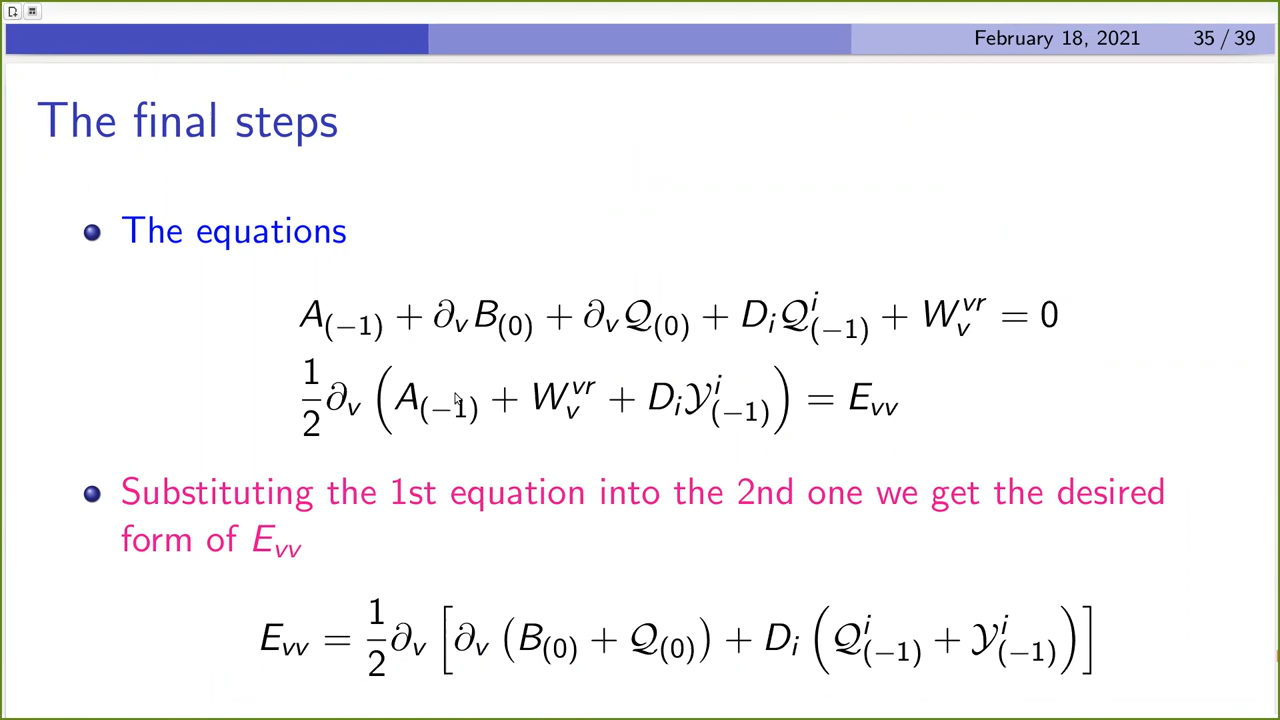 February 18, 2021 35 / 39
The final steps
The equations
A_{(-1)} + ∂_v B_{(0)} + ∂_v 𝒬_{(0)} + D_i 𝒬^i_{(-1)} + W_v^{vr} = 0
\frac{1}{2} ∂_v ( A_{(-1)} + W_v^{vr} + D_i 𝒴^i_{(-1)} ) = E_{vv}
Substituting the 1st equation into the 2nd one we get the desired
form of E_{vv}
E_{vv} = \frac{1}{2} ∂_v [ ∂_v ( B_{(0)} + 𝒬_{(0)} ) + D_i ( 𝒬^i_{(-1)} + 𝒴^i_{(-1)} ) ]